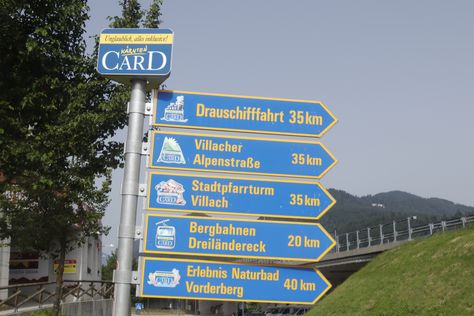 Unglaublich, alles inklusive!
KÄRNTEN
CARD
Drauschifffahrt 35 km
Villacher
Alpenstraße 35 km
Stadtpfarrturm
Villach 35 km
Bergbahnen
Dreiländereck 20 km
Erlebnis Naturbad
Vorderberg 40 km